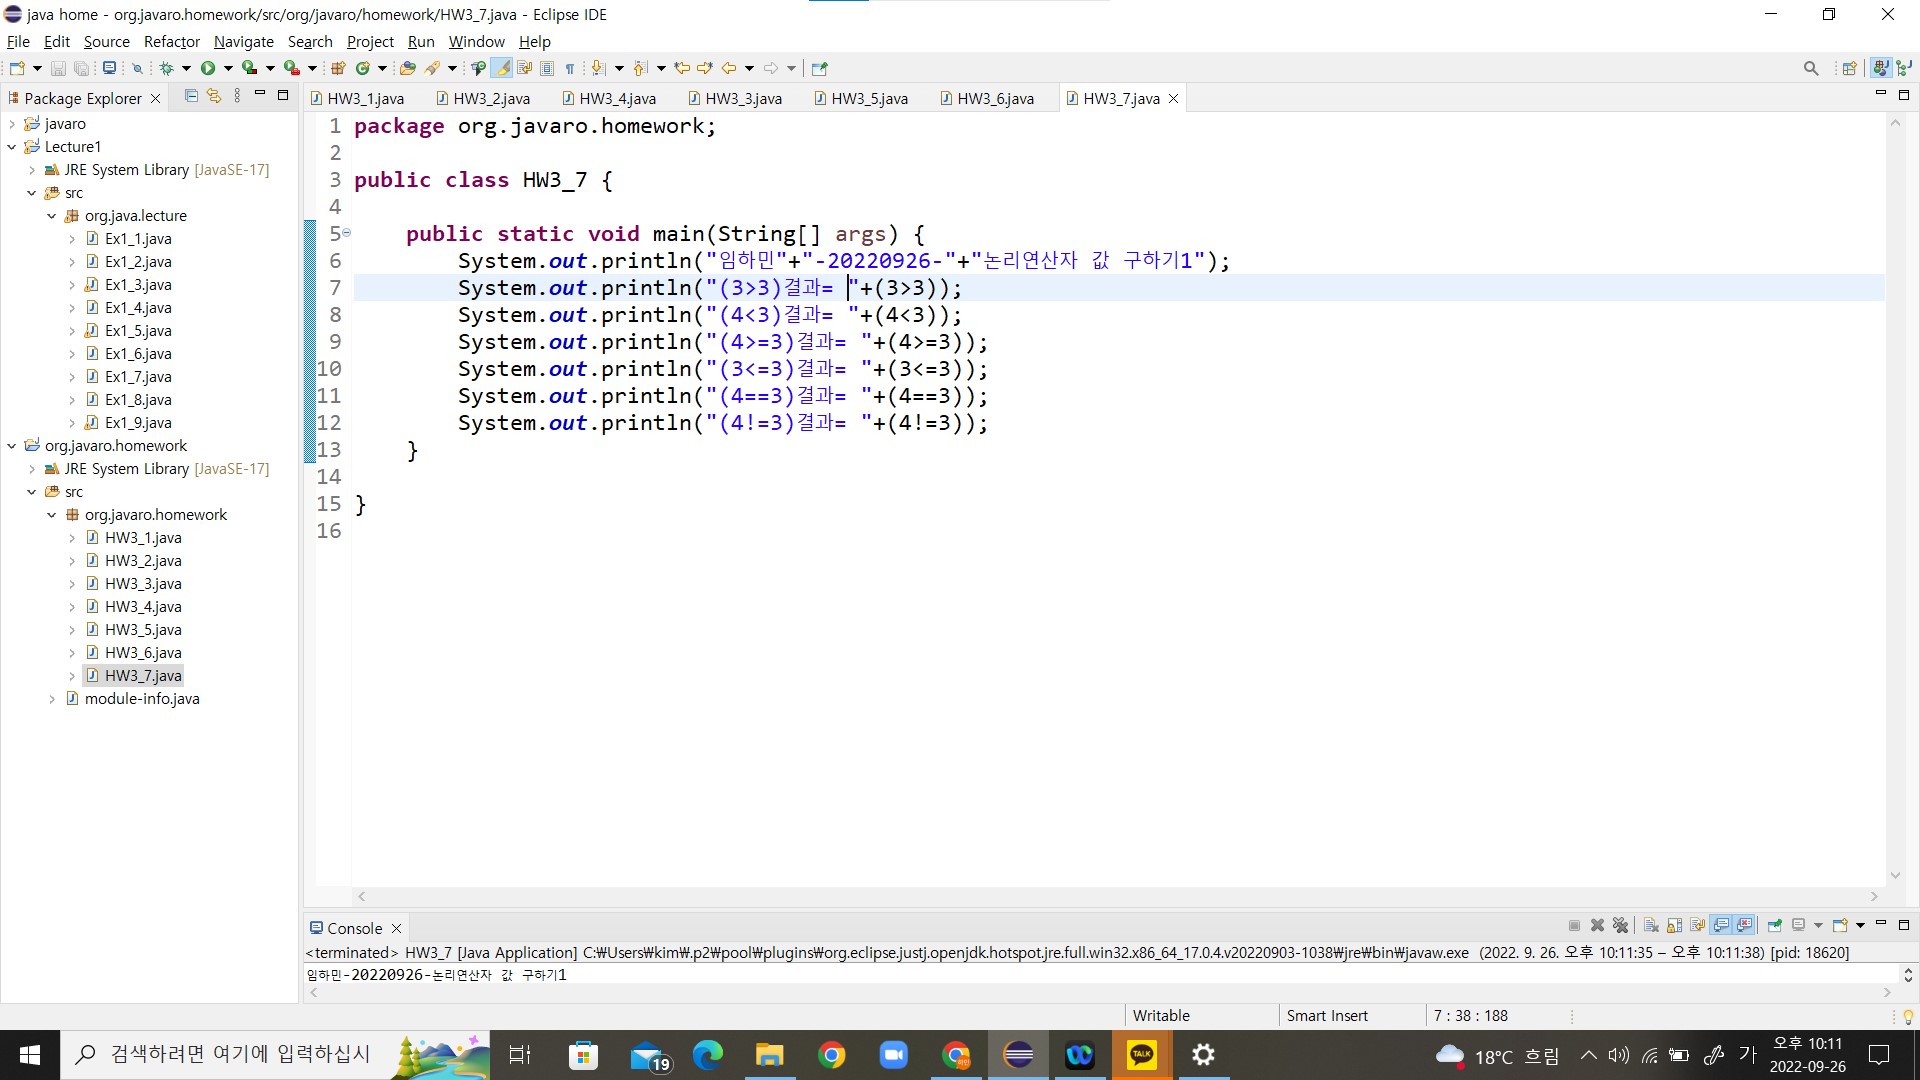 java home - org.javaro.homework/src/org/javaro/homework/HW3_7.java - Eclipse IDE
File Edit Source Refactor Navigate Search Project Run Window Help
Package Explorer
javaro
Lecture1
JRE System Library [JavaSE-17]
src
org.java.lecture
Ex1_1.java
Ex1_2.java
Ex1_3.java
Ex1_4.java
Ex1_5.java
Ex1_6.java
Ex1_7.java
Ex1_8.java
Ex1_9.java
org.javaro.homework
JRE System Library [JavaSE-17]
src
org.javaro.homework
HW3_1.java
HW3_2.java
HW3_3.java
HW3_4.java
HW3_5.java
HW3_6.java
HW3_7.java
module-info.java
HW3_1.java HW3_2.java HW3_4.java HW3_3.java HW3_5.java HW3_6.java HW3_7.java
1 package org.javaro.homework;
2
3 public class HW3_7 {
4
5 public static void main(String[] args) {
6 System.out.println("임하민"+"-20220926-"+"논리연산자 값 구하기1");
7 System.out.println("(3>3)결과= "+(3>3));
8 System.out.println("(4<3)결과= "+(4<3));
9 System.out.println("(4>=3)결과= "+(4>=3));
10 System.out.println("(3<=3)결과= "+(3<=3));
11 System.out.println("(4==3)결과= "+(4==3));
12 System.out.println("(4!=3)결과= "+(4!=3));
13 }
14
15 }
16
Console
<terminated> HW3_7 [Java Application] C:₩Users₩kim₩.p2₩pool₩plugins₩org.eclipse.justj.openjdk.hotspot.jre.full.win32.x86_64_17.0.4.v20220903-1038₩jre₩bin₩javaw.exe (2022. 9. 26. 오후 10:11:35 – 오후 10:11:38) [pid: 18620]
임하민-20220926-논리연산자 값 구하기1
Writable Smart Insert 7 : 38 : 188
검색하려면 여기에 입력하십시
19
TALK
18°C 흐림
가
오후 10:11
2022-09-26